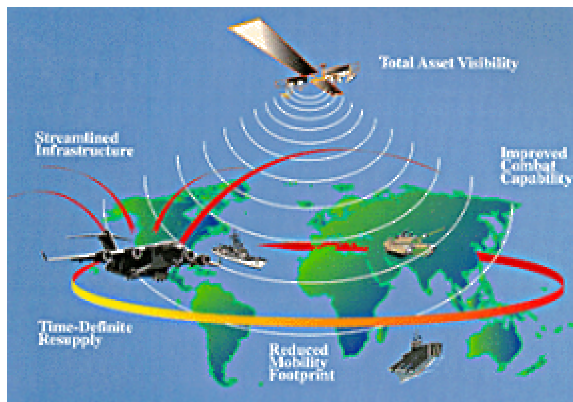 Total Asset Visibility
Streamlined
Infrastructure
Improved
Combat
Capability
Time-Definite
Resupply
Reduced
Mobility
Footprint